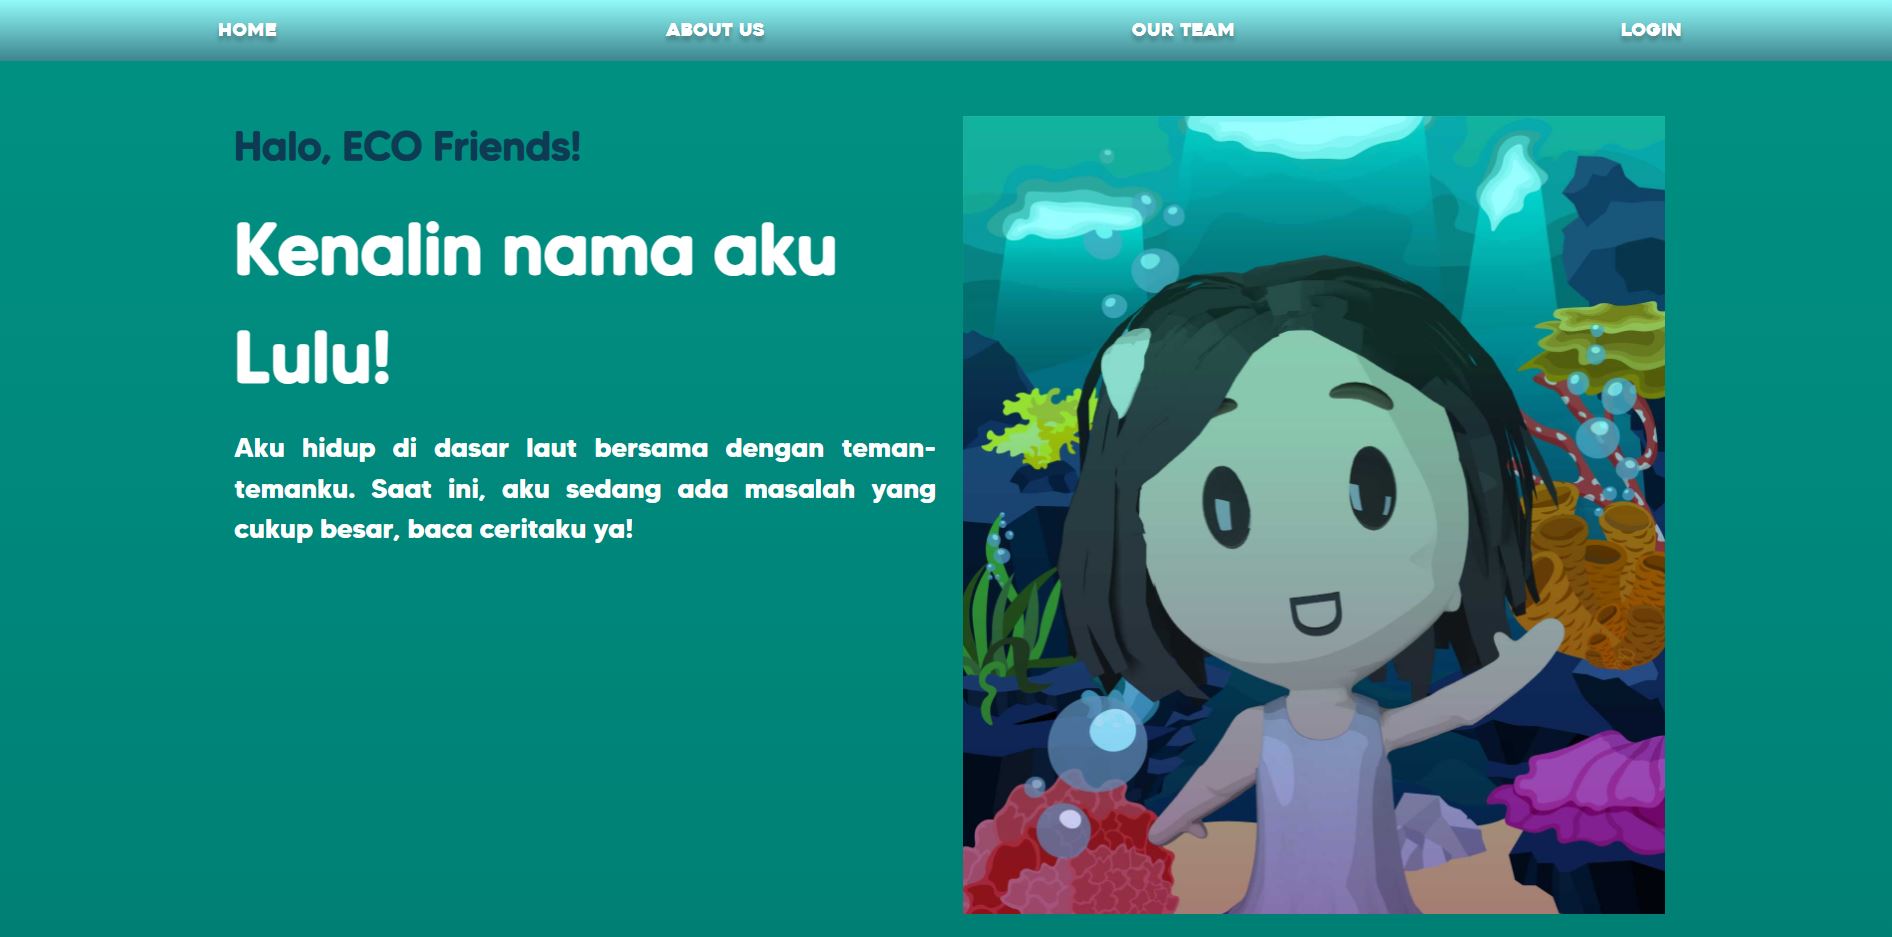 HOME ABOUT US OUR TEAM LOGIN
Halo, ECO Friends!
Kenalin nama aku
Lulu!
Aku hidup di dasar laut bersama dengan teman-
temanku. Saat ini, aku sedang ada masalah yang
cukup besar, baca ceritaku ya!